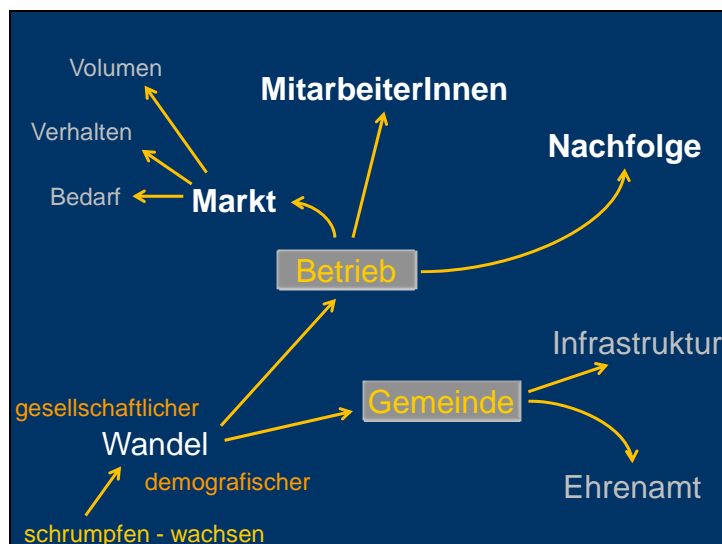 Volumen
MitarbeiterInnen
Verhalten
Nachfolge
Bedarf
Markt
Betrieb
Infrastruktur
Gemeinde
gesellschaftlicher
Wandel
demografischer
Ehrenamt
schrumpfen - wachsen